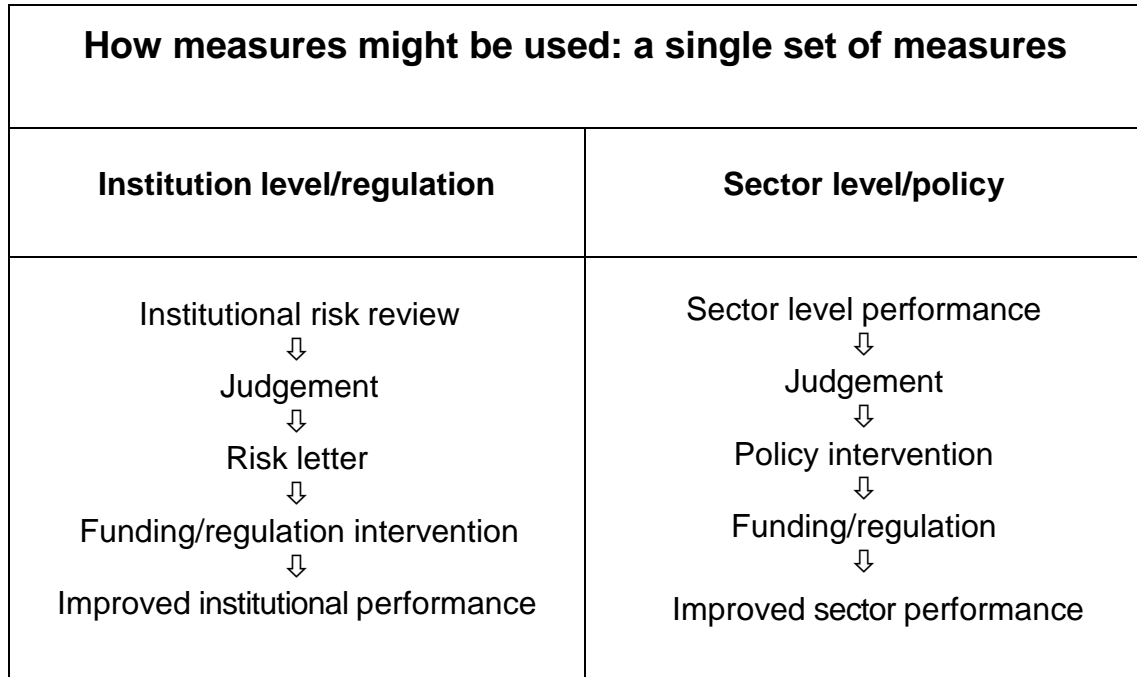 How measures might be used: a single set of measures
Institution level/regulation
Sector level/policy
Institutional risk review
⇩
Judgement
⇩
Risk letter
⇩
Funding/regulation intervention
⇩
Improved institutional performance
Sector level performance
⇩
Judgement
⇩
Policy intervention
⇩
Funding/regulation
⇩
Improved sector performance